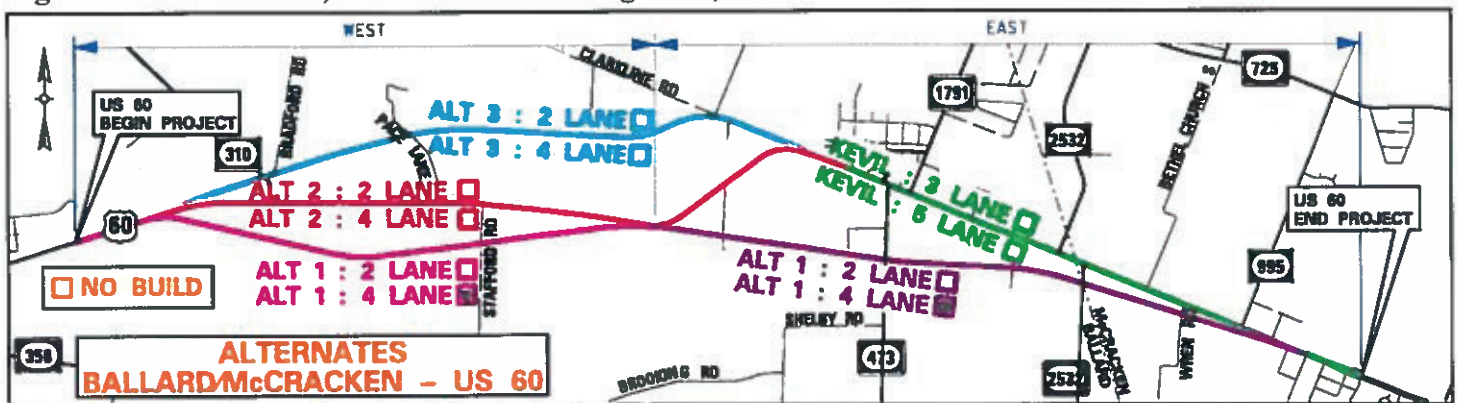 WEST
EAST
CLARKLINE RD
US 60
BEGIN PROJECT
BRADFORD RD
310
PACE LANE
ALT 3 : 2 LANE
ALT 3 : 4 LANE
1791
725
2532
BETHEL CHURCH
KEVIL : 3 LANE
KEVIL : 5 LANE
ALT 2 : 2 LANE
ALT 2 : 4 LANE
60
US 60
END PROJECT
NO BUILD
ALT 1 : 2 LANE
ALT 1 : 4 LANE
STAFFORD RD
ALT 1 : 2 LANE
ALT 1 : 4 LANE
995
SHELBY RD
McCRACKEN
BALLARD
WREN RD
358
ALTERNATES
BALLARD/McCRACKEN - US 60
BROOKING RD
473
2532